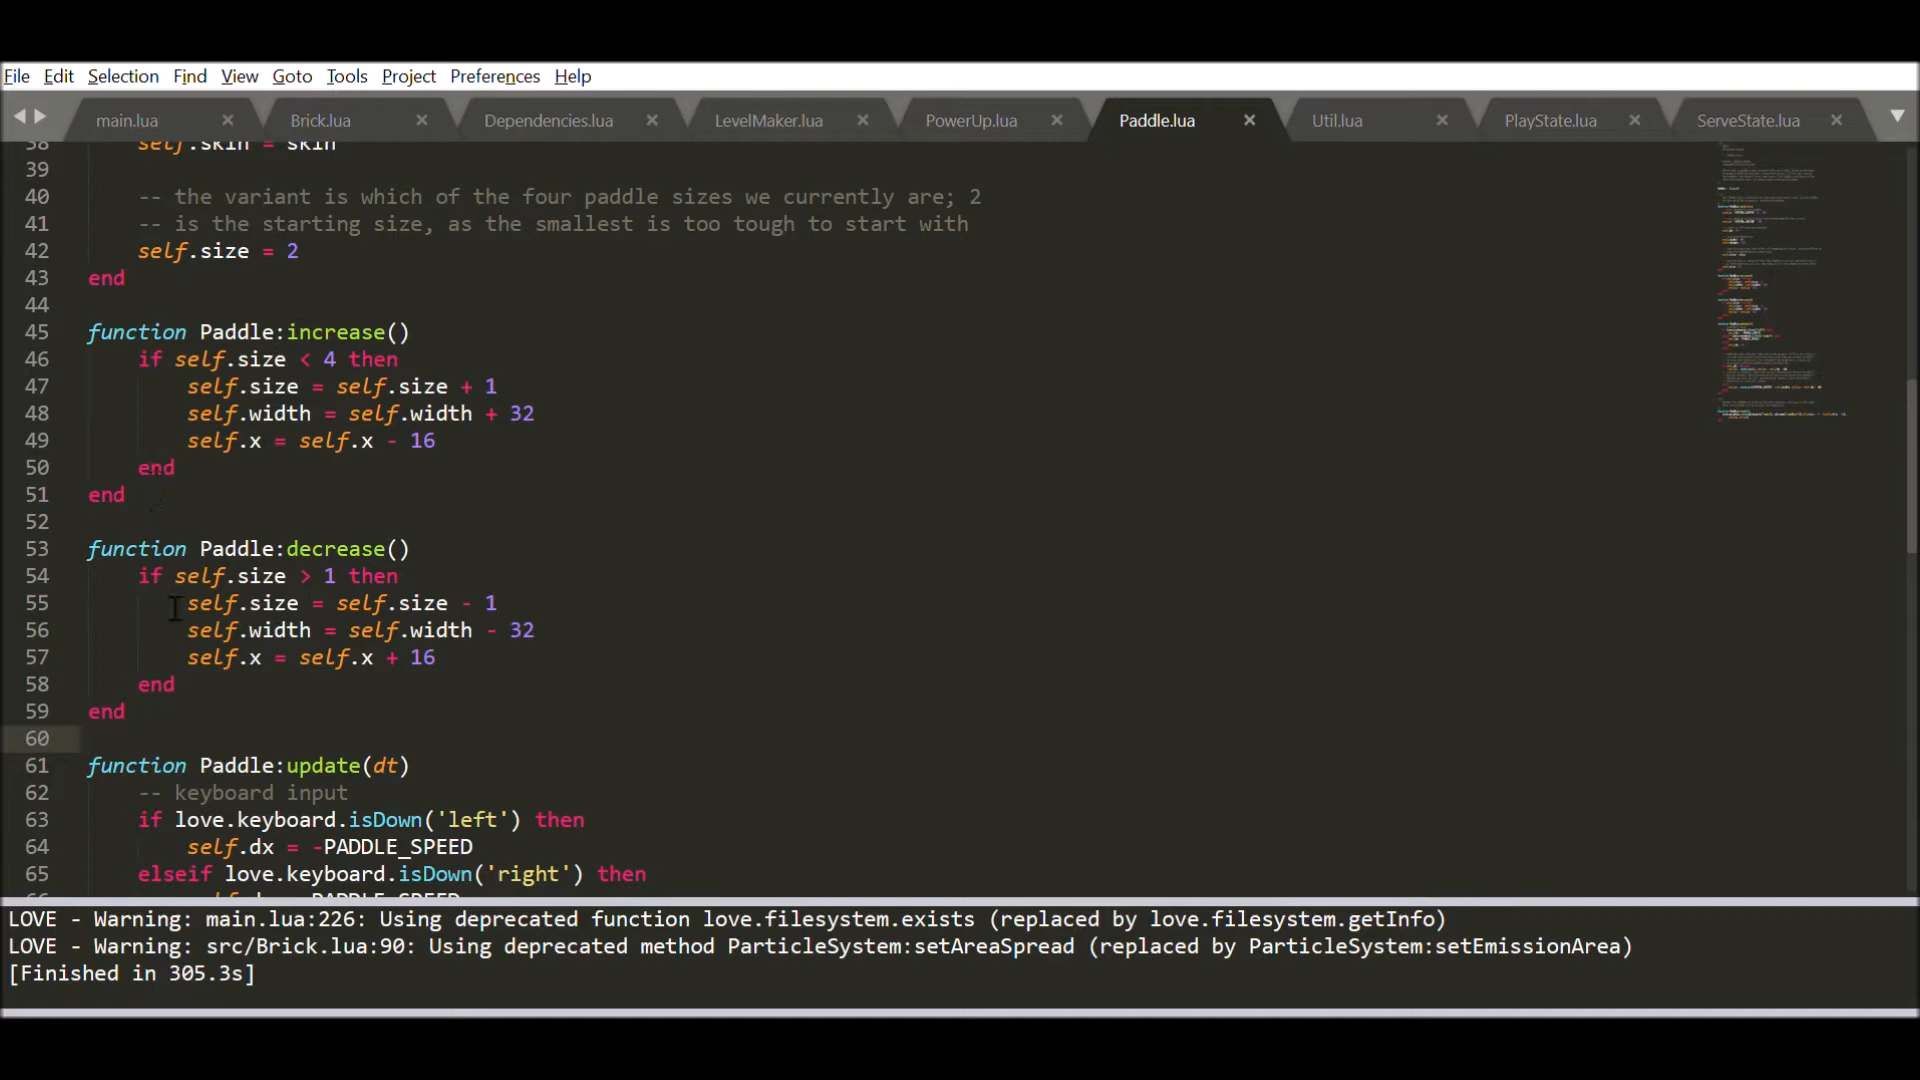 File Edit Selection Find View Goto Tools Project Preferences Help
main.lua × Brick.lua × Dependencies.lua × LevelMaker.lua × PowerUp.lua × Paddle.lua × Util.lua × PlayState.lua × ServeState.lua ×
38 self.skin = skin
39
40 -- the variant is which of the four paddle sizes we currently are; 2
41 -- is the starting size, as the smallest is too tough to start with
42 self.size = 2
43 end
44
45 function Paddle:increase()
46 if self.size < 4 then
47 self.size = self.size + 1
48 self.width = self.width + 32
49 self.x = self.x - 16
50 end
51 end
52
53 function Paddle:decrease()
54 if self.size > 1 then
55 self.size = self.size - 1
56 self.width = self.width - 32
57 self.x = self.x + 16
58 end
59 end
60
61 function Paddle:update(dt)
62 -- keyboard input
63 if love.keyboard.isDown('left') then
64 self.dx = -PADDLE_SPEED
65 elseif love.keyboard.isDown('right') then
LOVE - Warning: main.lua:226: Using deprecated function love.filesystem.exists (replaced by love.filesystem.getInfo)
LOVE - Warning: src/Brick.lua:90: Using deprecated method ParticleSystem:setAreaSpread (replaced by ParticleSystem:setEmissionArea)
[Finished in 305.3s]